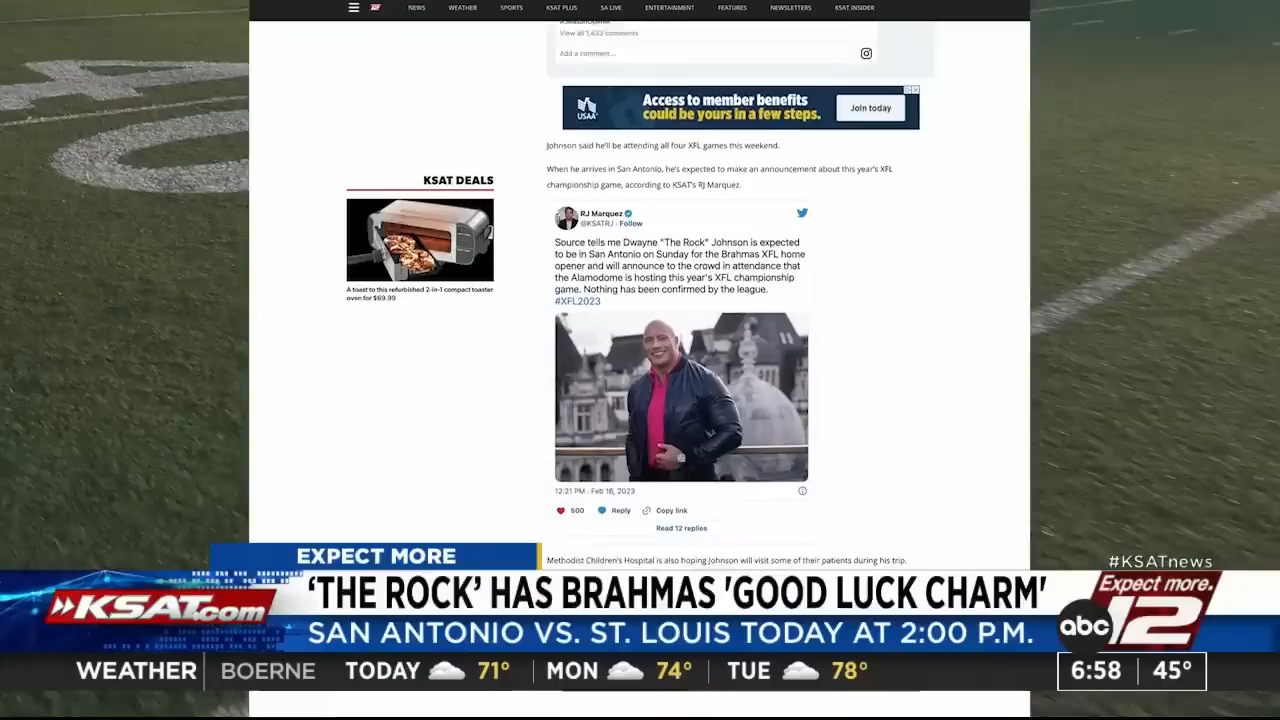 NEWS WEATHER SPORTS KSAT PLUS SA LIVE ENTERTAINMENT FEATURES NEWSLETTERS KSAT INSIDER
View all 1,433 comments
Add a comment...
USAA
Access to member benefits
could be yours in a few steps.
Join today
Johnson said he'll be attending all four XFL games this weekend.
When he arrives in San Antonio, he's expected to make an announcement about this year's XFL
championship game, according to KSAT's RJ Marquez.
KSAT DEALS
A toast to this refurbished 2-in-1 compact toaster
oven for $69.99
RJ Marquez
@KSATRJ · Follow
Source tells me Dwayne "The Rock" Johnson is expected
to be in San Antonio on Sunday for the Brahmas XFL home
opener and will announce to the crowd in attendance that
the Alamodome is hosting this year's XFL championship
game. Nothing has been confirmed by the league.
#XFL2023
12:21 PM · Feb 16, 2023
500 Reply Copy link
Read 12 replies
Methodist Children's Hospital is also hoping Johnson will visit some of their patients during his trip.
EXPECT MORE
#KSATnews
KSAT.com
'THE ROCK' HAS BRAHMAS 'GOOD LUCK CHARM'
SAN ANTONIO VS. ST. LOUIS TODAY AT 2:00 P.M.
Expect more.
abc 12
WEATHER BOERNE TODAY 71° MON 74° TUE 78° 6:58 45°